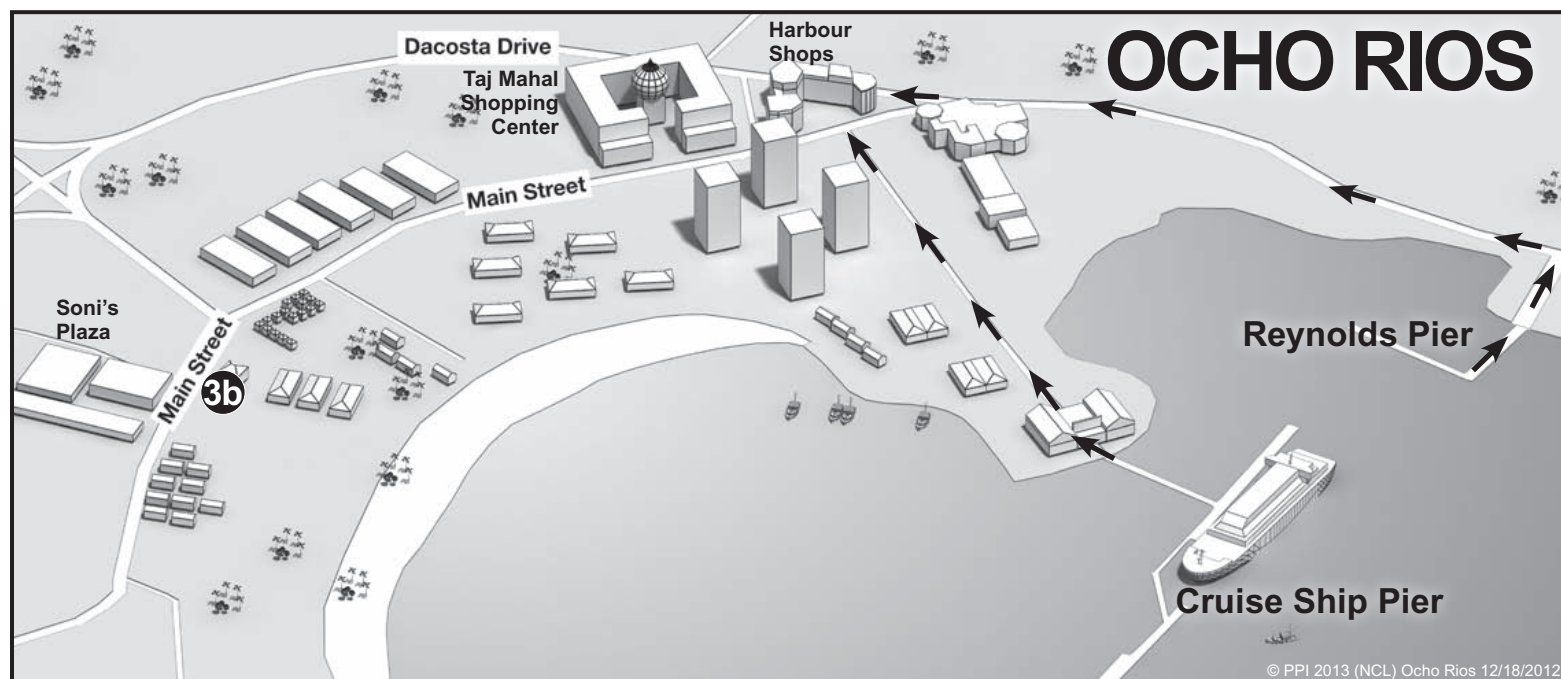 OCHO RIOS
Harbour
Shops
Dacosta Drive
Taj Mahal
Shopping
Center
Main Street
Soni's
Plaza
Main Street
3b
Reynolds Pier
Cruise Ship Pier
© PPI 2013 (NCL) Ocho Rios 12/18/2012